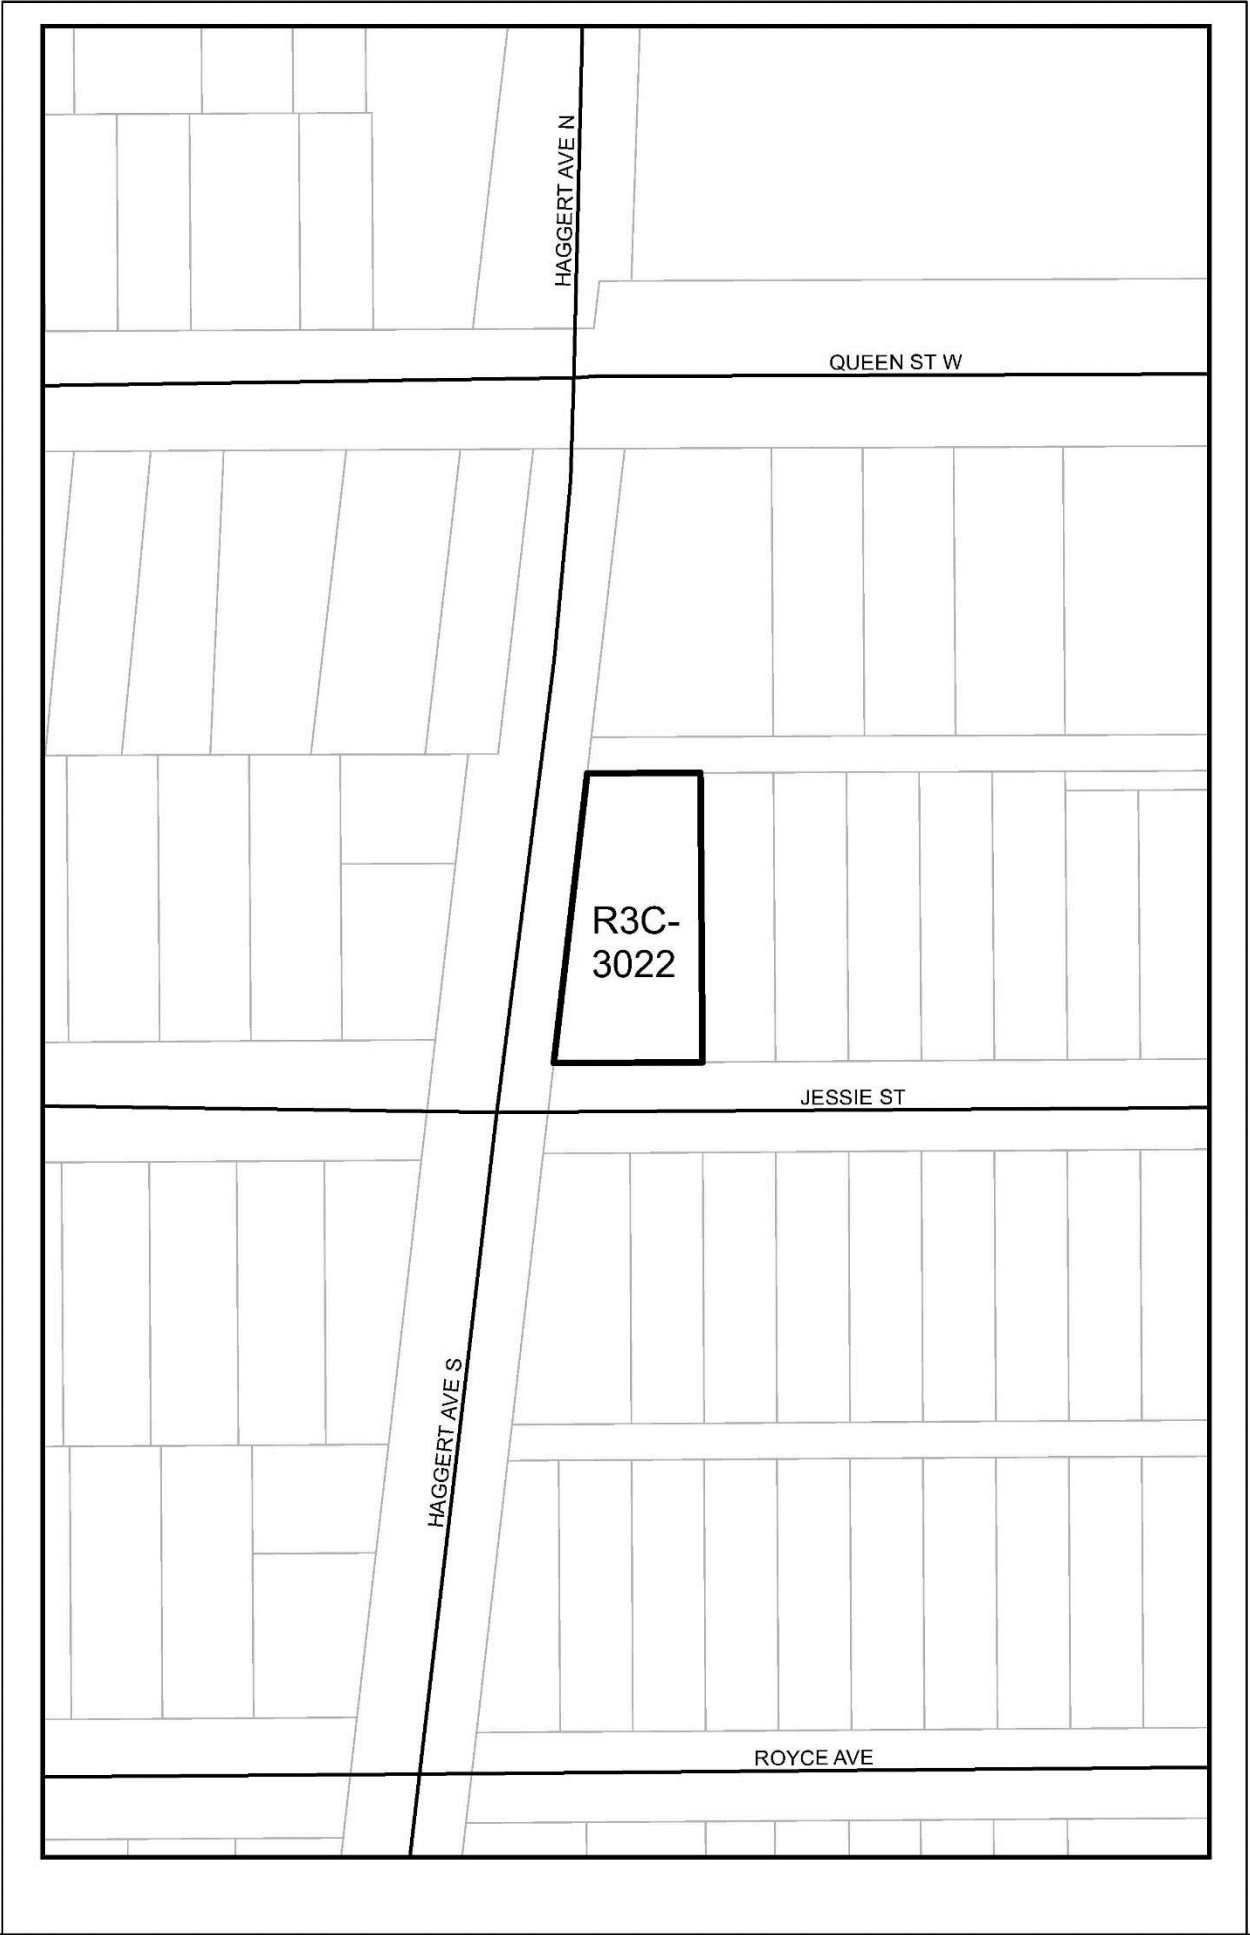 HAGGERT AVE N
QUEEN ST W
R3C-
3022
JESSIE ST
HAGGERT AVE S
ROYCE AVE